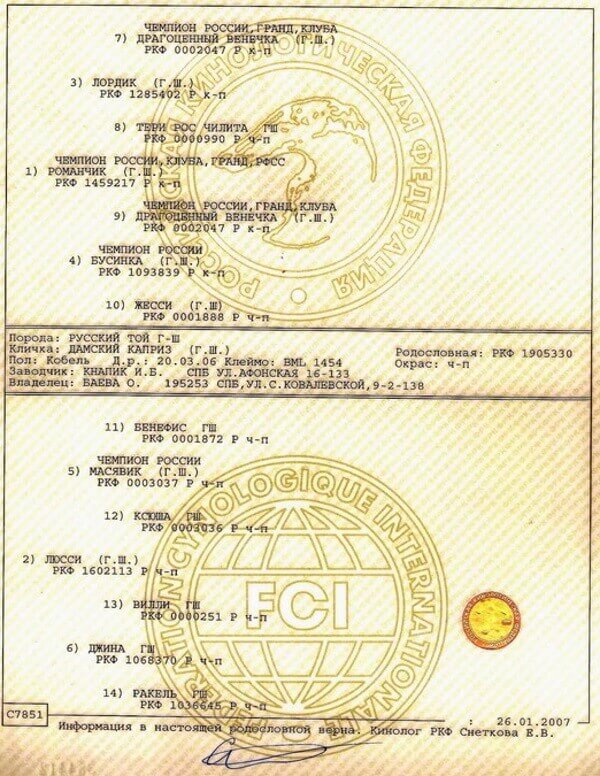 ЧЕМПИОН РОССИИ,ГРАНД,КЛУБА
7) ДРАГОЦЕННЫЙ ВЕНЕЧКА (Г.Ш.)
РКФ 0002047 Р к-п
3) ЛОРДИК (Г.Ш.)
РКФ 1285402 Р к-п
8) ТЕРИ РОС ЧИЛИТА ГШ
РКФ 0000990 Р ч-п
ЧЕМПИОН РОССИИ,КЛУБА,ГРАНД,РФСС
1) РОМАНЧИК (Г.Ш.)
РКФ 1459217 Р к-п
ЧЕМПИОН РОССИИ,ГРАНД,КЛУБА
9) ДРАГОЦЕННЫЙ ВЕНЕЧКА (Г.Ш.)
РКФ 0002047 Р к-п
ЧЕМПИОН РОССИИ
4) БУСИНКА (Г.Ш.)
РКФ 1093839 Р к-п
10) ЖЕССИ (Г.Ш)
РКФ 0001888 Р ч-п
РОССИЙСКАЯ КИНОЛОГИЧЕСКАЯ ФЕДЕРАЦИЯ
Порода: РУССКИЙ ТОЙ Г-Ш
Кличка: ДАМСКИЙ КАПРИЗ (Г.Ш.) Родословная: РКФ 1905330
Пол: Кобель Д.р.: 20.03.06 Клеймо: BML 1454 Окрас: ч-п
Заводчик: КНАПИК И.Б. СПБ УЛ.АФОНСКАЯ 16-133
Владелец: БАЕВА О. 195253 СПБ,УЛ.С.КОВАЛЕВСКОЙ,9-2-138
11) БЕНЕФИС ГШ
РКФ 0001872 Р ч-п
ЧЕМПИОН РОССИИ
5) МАСЯВИК (Г.Ш.)
РКФ 0003037 Р ч-п
12) КСЮША ГШ
РКФ 0003036 Р ч-п
2) ЛЮССИ (Г.Ш.)
РКФ 1602113 Р ч-п
13) ВИЛЛИ ГШ
РКФ 0000251 Р ч-п
6) ДЖИНА ГШ
РКФ 1068370 Р ч-п
14) РАКЕЛЬ ГШ
РКФ 1036645 Р ч-п
FEDERATION CYNOLOGIQUE INTERNATIONALE
FCI
С7851
: 26.01.2007
Информация в настоящей родословной верна. Кинолог РКФ Снеткова Е.В.